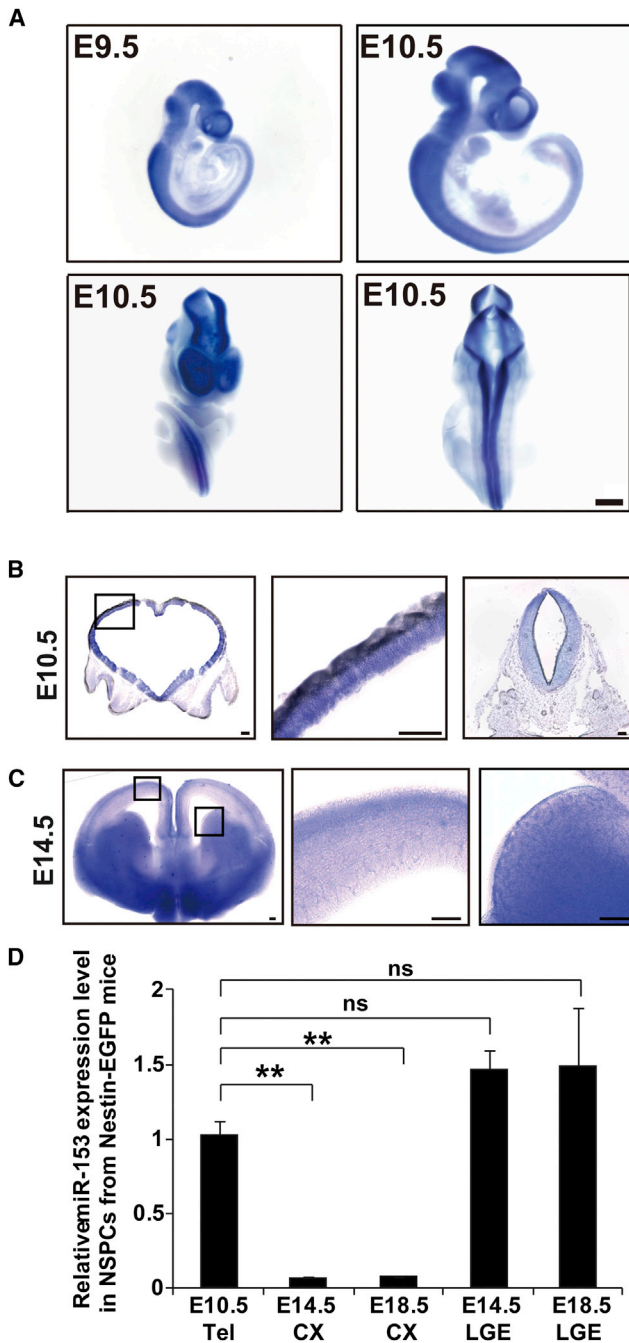 A
E9.5
E10.5
E10.5
E10.5
B
E10.5
C
E14.5
D
RelativemiR-153 expression level
in NSPCs from Nestin-EGFP mice
2
1.5
1
0.5
0
ns
ns
**
**
E10.5 E14.5 E18.5 E14.5 E18.5
Tel CX CX LGE LGE